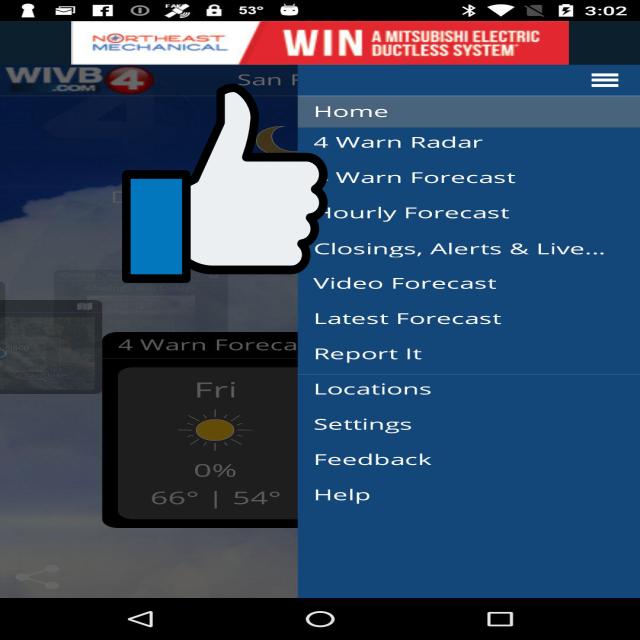 53°
3:02
NORTHEAST
MECHANICAL
WIN
A MITSUBISHI ELECTRIC
DUCTLESS SYSTEM*
WIVB 4
.COM
San F
Home
4 Warn Radar
Warn Forecast
Hourly Forecast
Closings, Alerts & Live...
Video Forecast
Latest Forecast
Report It
Locations
Settings
Feedback
Help
4 Warn Foreca
Fri
0%
66° | 54°